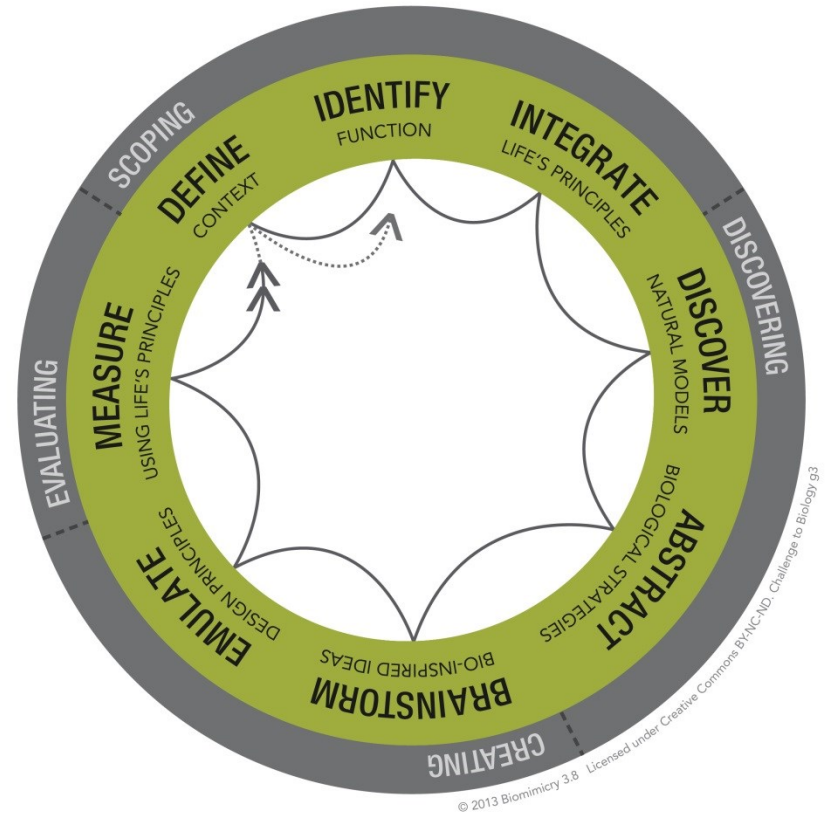 SCOPING
DEFINE
CONTEXT
IDENTIFY
FUNCTION
INTEGRATE
LIFE'S PRINCIPLES
DISCOVERING
DISCOVER
NATURAL MODELS
ABSTRACT
BIOLOGICAL STRATEGIES
CREATING
BRAINSTORM
BIO-INSPIRED IDEAS
EMULATE
DESIGN PRINCIPLES
EVALUATING
MEASURE
USING LIFE'S PRINCIPLES
© 2013 Biomimicry 3.8 Licensed under Creative Commons BY-NC-ND. Challenge to Biology g3